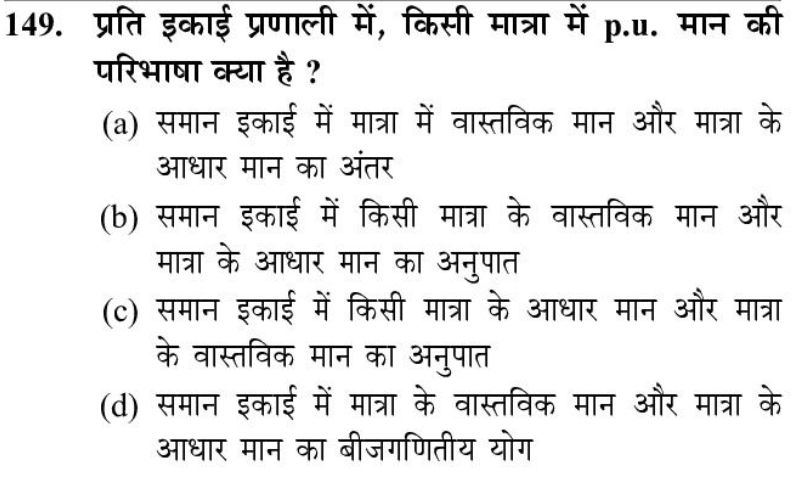 149. प्रति इकाई प्रणाली में, किसी मात्रा में p.u. मान की
परिभाषा क्या है ?
(a) समान इकाई में मात्रा में वास्तविक मान और मात्रा के
आधार मान का अंतर
(b) समान इकाई में किसी मात्रा के वास्तविक मान और
मात्रा के आधार मान का अनुपात
(c) समान इकाई में किसी मात्रा के आधार मान और मात्रा
के वास्तविक मान का अनुपात
(d) समान इकाई में मात्रा के वास्तविक मान और मात्रा के
आधार मान का बीजगणितीय योग